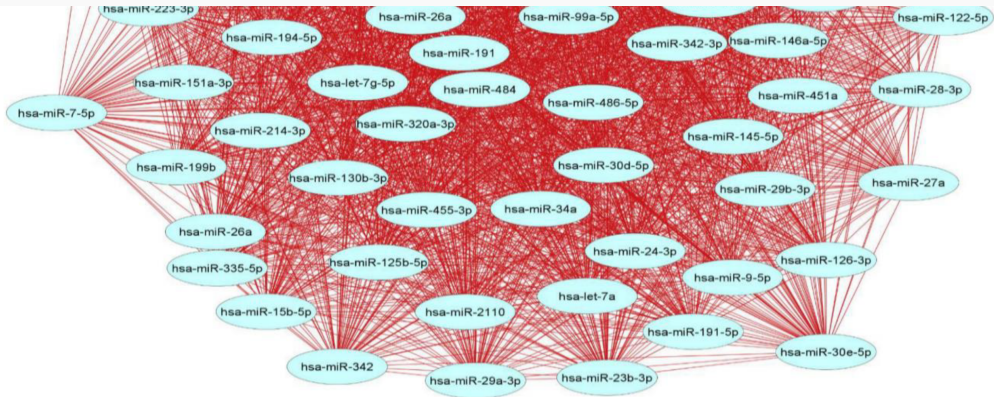 hsa-miR-223-3p
hsa-miR-26a
hsa-miR-99a-5p
hsa-miR-122-5p
hsa-miR-194-5p
hsa-miR-191
hsa-miR-342-3p
hsa-miR-146a-5p
hsa-miR-151a-3p
hsa-let-7g-5p
hsa-miR-484
hsa-miR-486-5p
hsa-miR-451a
hsa-miR-28-3p
hsa-miR-7-5p
hsa-miR-214-3p
hsa-miR-320a-3p
hsa-miR-145-5p
hsa-miR-199b
hsa-miR-130b-3p
hsa-miR-30d-5p
hsa-miR-29b-3p
hsa-miR-27a
hsa-miR-455-3p
hsa-miR-34a
hsa-miR-26a
hsa-miR-335-5p
hsa-miR-125b-5p
hsa-miR-24-3p
hsa-miR-9-5p
hsa-miR-126-3p
hsa-miR-15b-5p
hsa-miR-2110
hsa-let-7a
hsa-miR-191-5p
hsa-miR-30e-5p
hsa-miR-342
hsa-miR-29a-3p
hsa-miR-23b-3p